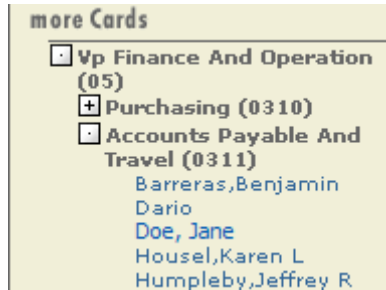 more Cards
Vp Finance And Operation
(05)
Purchasing (0310)
Accounts Payable And
Travel (0311)
Barreras,Benjamin
Dario
Doe, Jane
Housel,Karen L
Humpleby,Jeffrey R